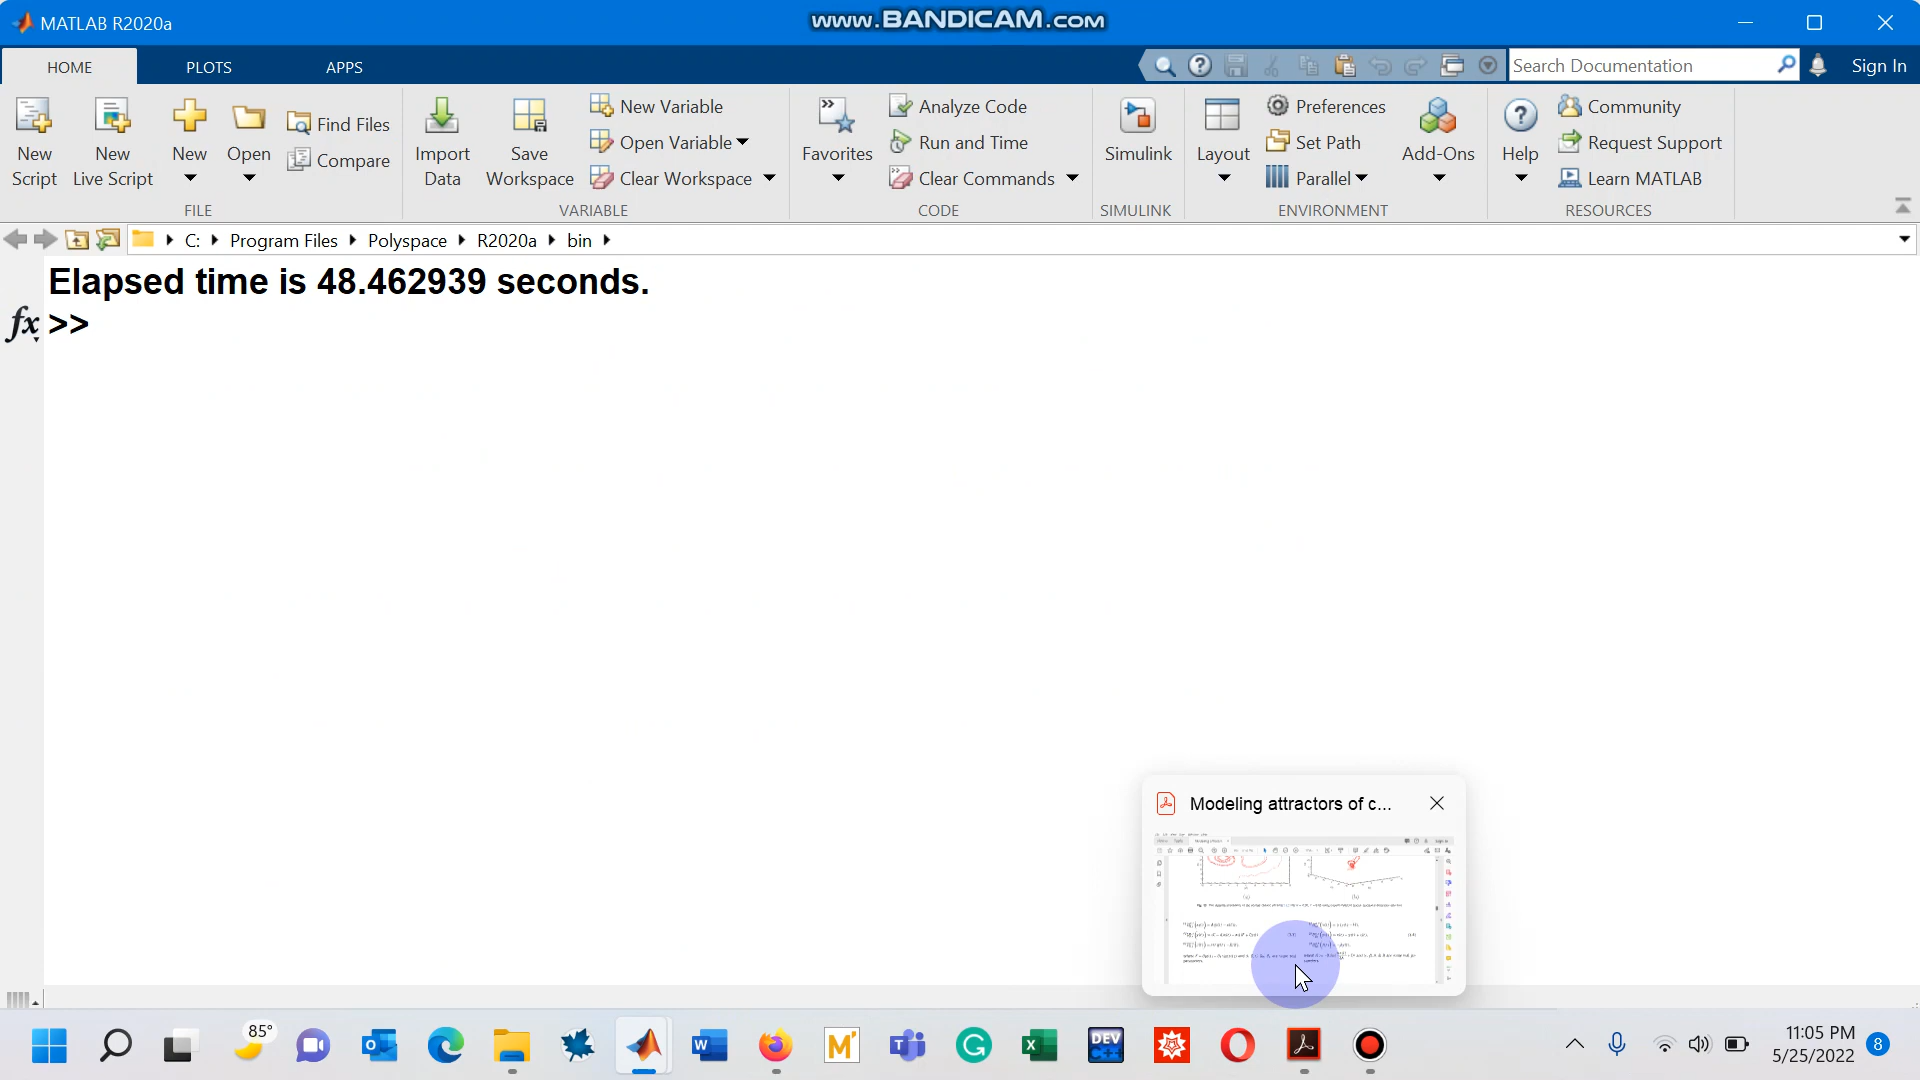 MATLAB R2020a
www.BANDICAM.com
HOME
PLOTS
APPS
Search Documentation
Sign In
New Script
New Live Script
New
Open
Find Files
Compare
FILE
Import Data
Save Workspace
New Variable
Open Variable
Clear Workspace
VARIABLE
Favorites
Analyze Code
Run and Time
Clear Commands
CODE
Simulink
SIMULINK
Layout
Preferences
Set Path
Parallel
Add-Ons
ENVIRONMENT
Help
Community
Request Support
Learn MATLAB
RESOURCES
C: Program Files Polyspace R2020a bin
Elapsed time is 48.462939 seconds.
fx >>
Modeling attractors of c...
85°
DEV C++
11:05 PM
5/25/2022
8